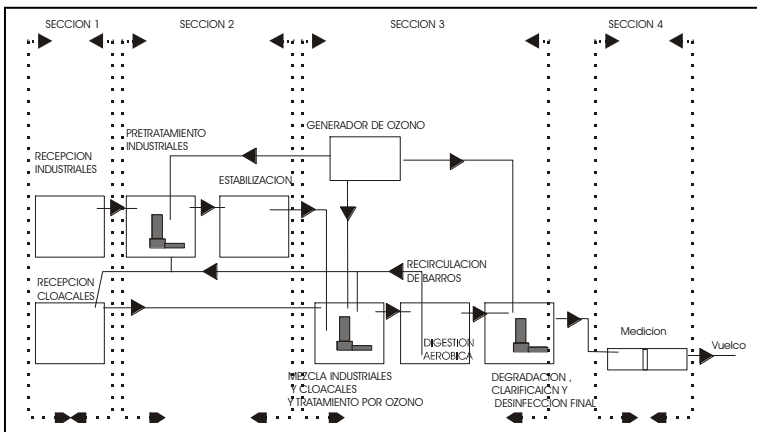 SECCION 1
SECCION 2
SECCION 3
SECCION 4
PRETRATAMIENTO
INDUSTRIALES
GENERADOR DE OZONO
RECEPCION
INDUSTRIALES
ESTABILIZACION
RECIRCULACION
DE BARROS
RECEPCION
CLOACALES
Medicion
Vuelco
DIGESTION
AEROBICA
MEZCLA INDUSTRIALES
Y CLOACALES
Y TRATAMIENTO POR OZONO
DEGRADACION ,
CLARIFICAICN Y
DESINFECCION FINAL